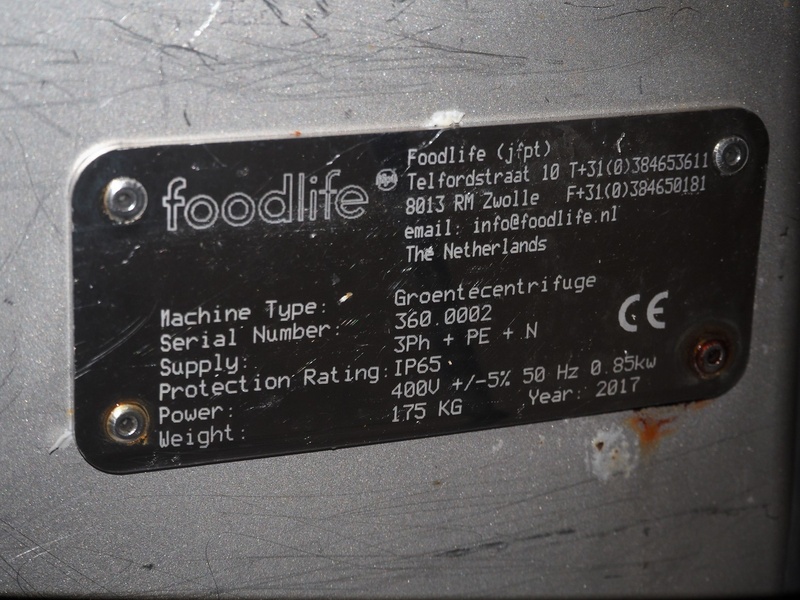 foodlife
Foodlife (jfpt)
Telfordstraat 10 T+31(0)384653611
8013 RM Zwolle F+31(0)384650181
email: info@foodlife.nl
The Netherlands
Machine Type: Groentecentrifuge
Serial Number: 360.0002
Supply: 3Ph + PE + N
Protection Rating: IP65
Power: 400V +/-5% 50 Hz 0.85kw
Weight: 175 KG Year: 2017
CE